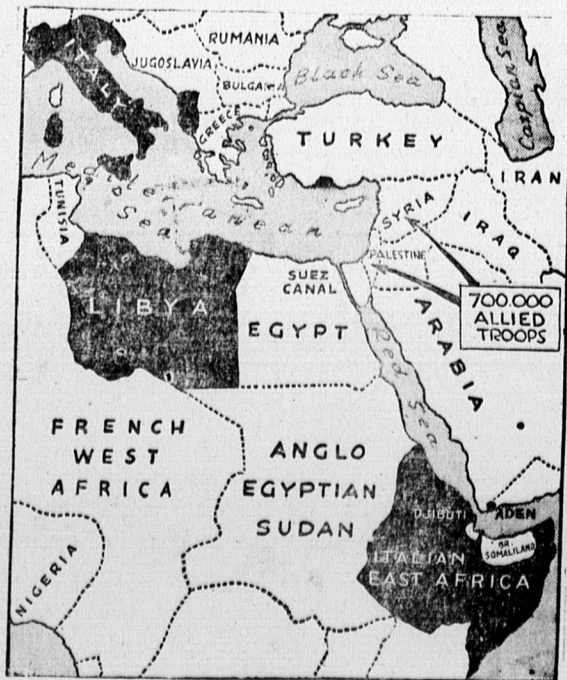 RUMANIA
ITALY
JUGOSLAVIA
Black Sea
Caspian Sea
BULGARIA
GREECE
TURKEY
IRAN
Mediterranean
Sea
TUNISIA
SYRIA
IRAQ
PALESTINE
SUEZ
CANAL
700.000
ALLIED
TROOPS
LIBYA
EGYPT
ARABIA
Red Sea
FRENCH
WEST
AFRICA
ANGLO
EGYPTIAN
SUDAN
DJIBUTI
ADEN
BR.
SOMALILAND
ITALIAN
EAST AFRICA
NIGERIA